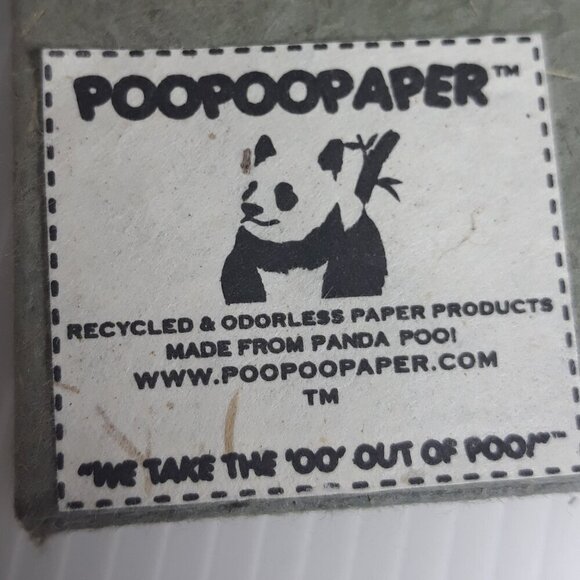 POOPOOPAPER™
RECYCLED & ODORLESS PAPER PRODUCTS
MADE FROM PANDA POO!
WWW.POOPOOPAPER.COM
TM
"WE TAKE THE 'OO' OUT OF POO!"™